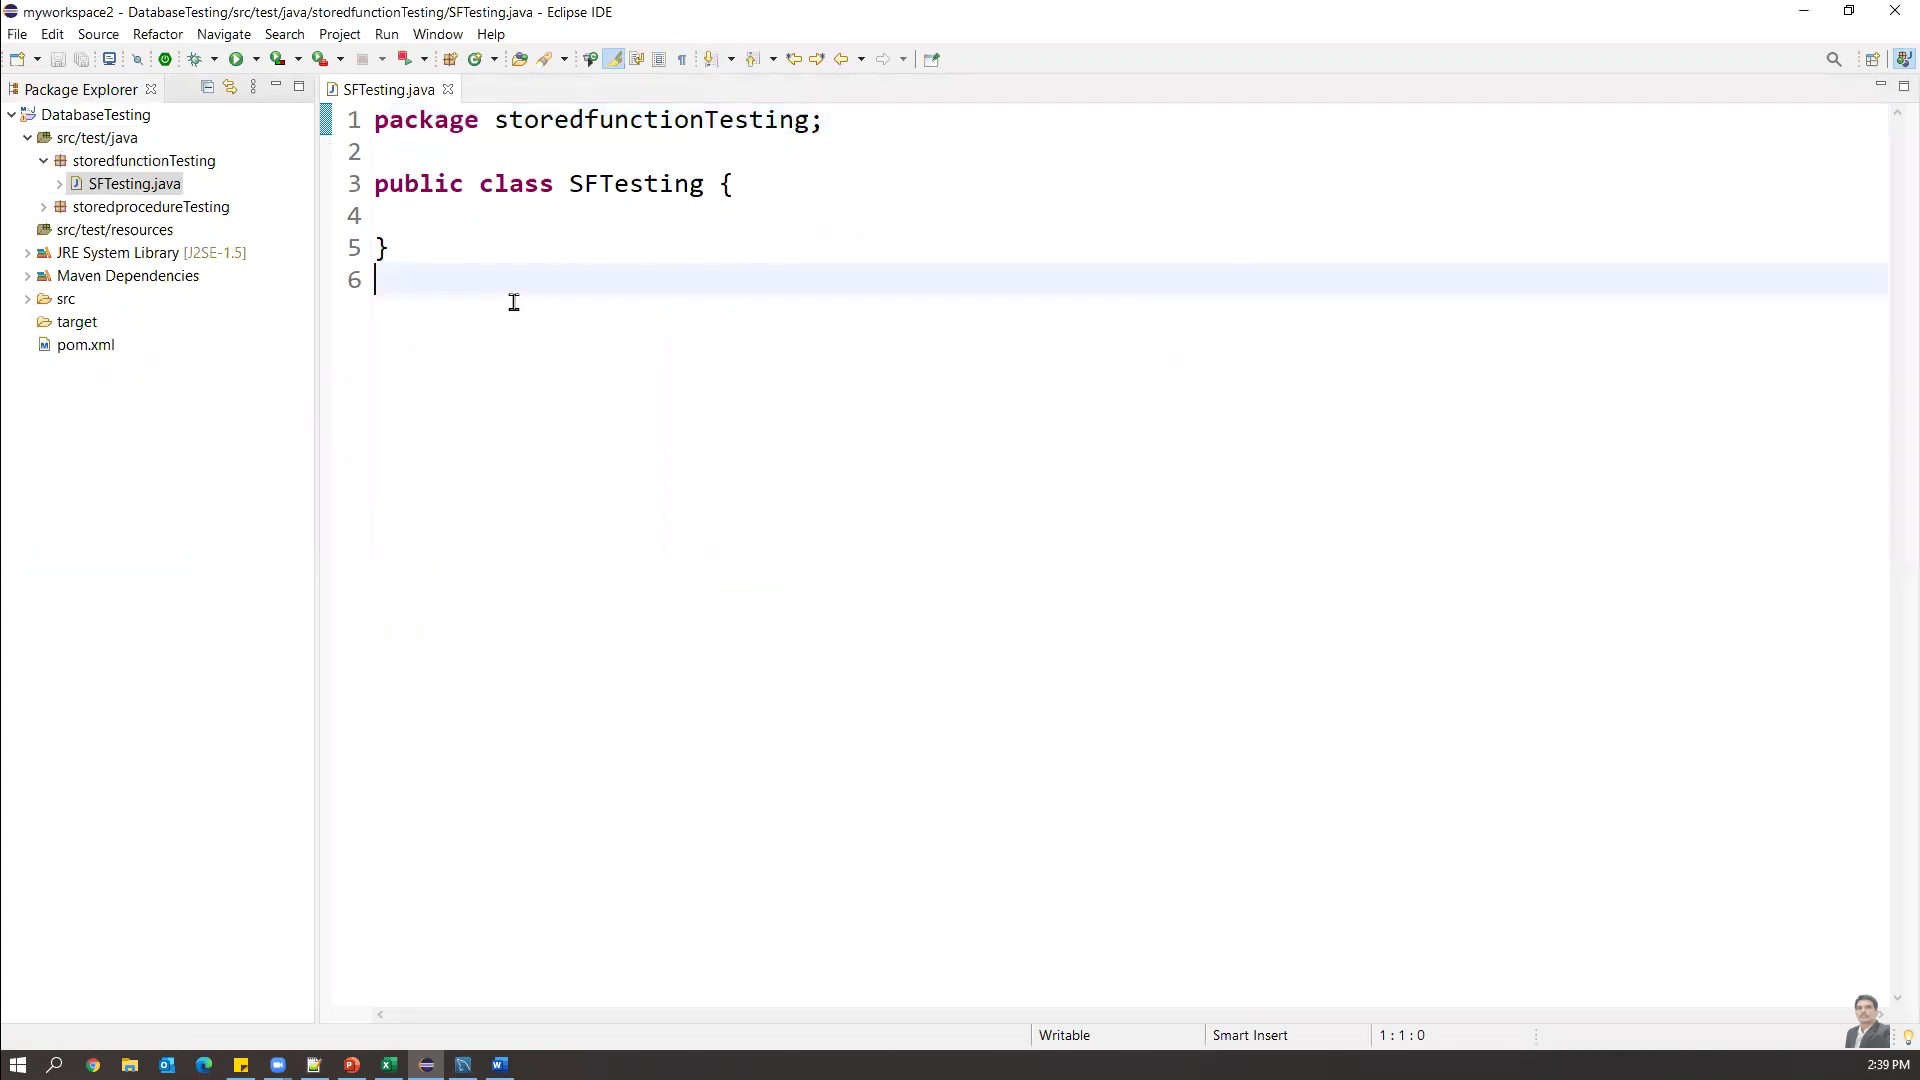 myworkspace2 - DatabaseTesting/src/test/java/storedfunctionTesting/SFTesting.java - Eclipse IDE
File Edit Source Refactor Navigate Search Project Run Window Help
Package Explorer
DatabaseTesting
src/test/java
storedfunctionTesting
SFTesting.java
storedprocedureTesting
src/test/resources
JRE System Library [J2SE-1.5]
Maven Dependencies
src
target
pom.xml
SFTesting.java
1 package storedfunctionTesting;
2
3 public class SFTesting {
4
5 }
6
Writable Smart Insert 1 : 1 : 0
2:39 PM